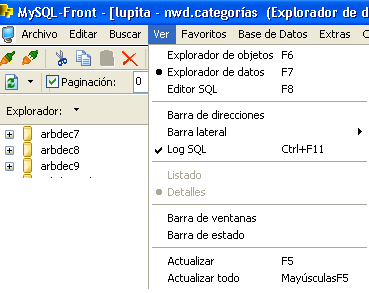 MySQL-Front - [lupita - nwd.categorías (Explorador de d
Archivo Editar Buscar Ver Favoritos Base de Datos Extras
Explorador de objetos F6
Explorador de datos F7
Editor SQL F8
Paginación: 0
Barra de direcciones
Explorador:
Barra lateral
arbdec7
Log SQL Ctrl+F11
arbdec8
arbdec9
Listado
Detalles
Barra de ventanas
Barra de estado
Actualizar F5
Actualizar todo MayúsculasF5